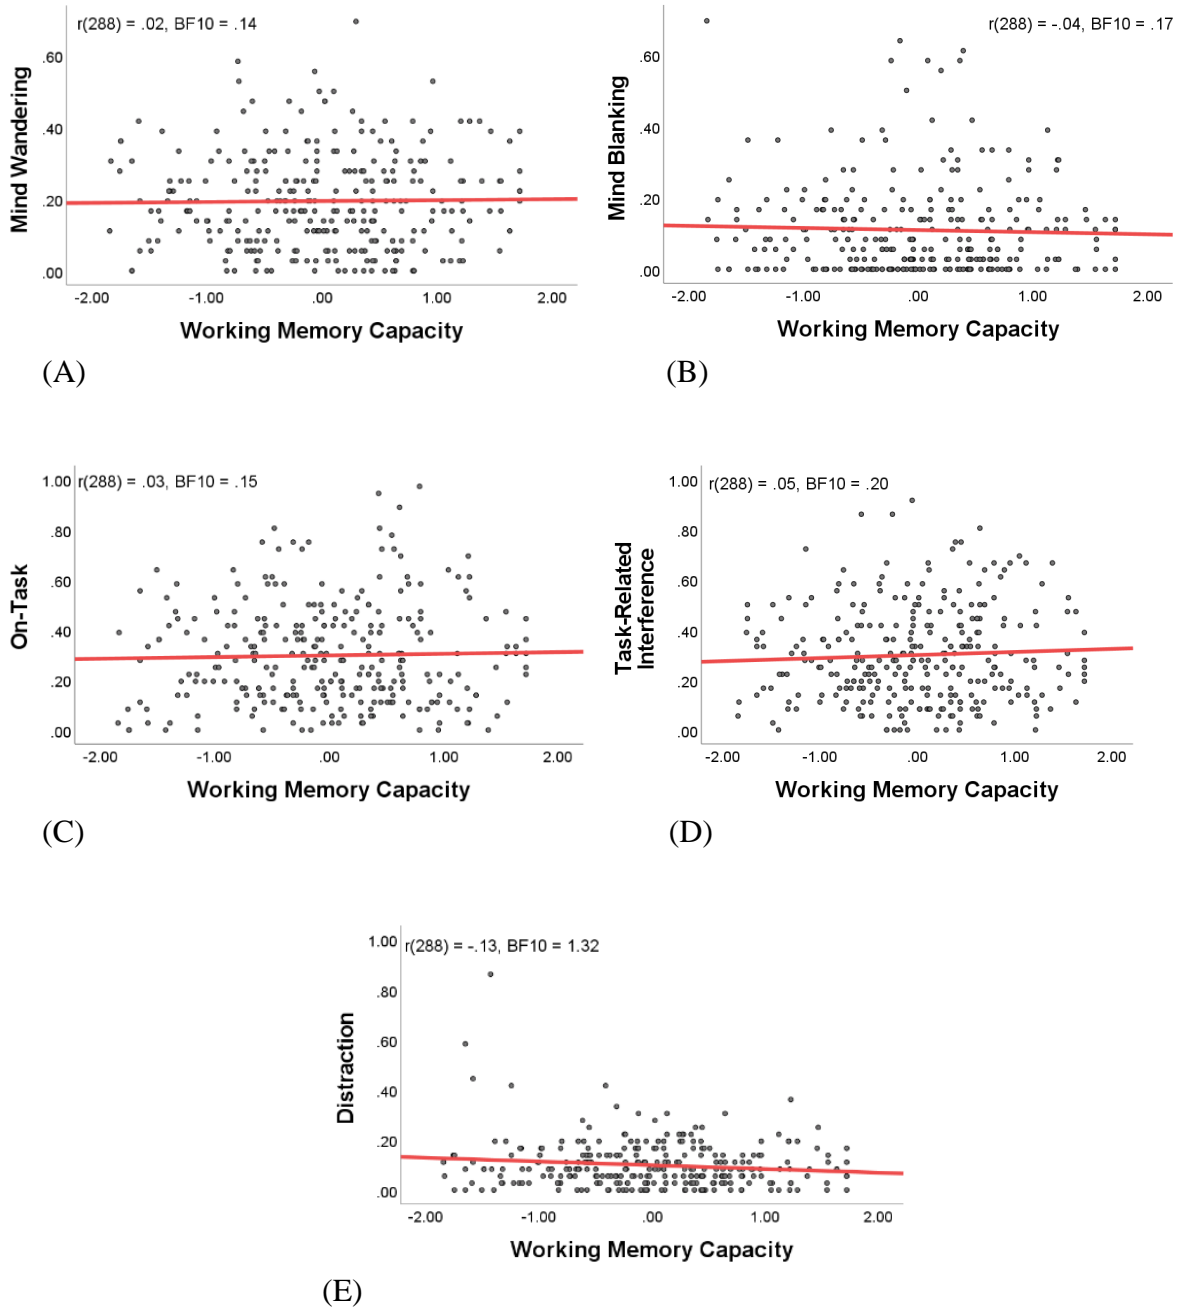 r(288) = .02, BF10 = .14
Mind Wandering
.60
.40
.20
.00
-2.00 -1.00 .00 1.00 2.00
Working Memory Capacity
(A)
r(288) = -.04, BF10 = .17
Mind Blanking
.60
.40
.20
.00
-2.00 -1.00 .00 1.00 2.00
Working Memory Capacity
(B)
r(288) = .03, BF10 = .15
On-Task
1.00
.80
.60
.40
.20
.00
-2.00 -1.00 .00 1.00 2.00
Working Memory Capacity
(C)
r(288) = .05, BF10 = .20
Task-Related
Interference
1.00
.80
.60
.40
.20
.00
-2.00 -1.00 .00 1.00 2.00
Working Memory Capacity
(D)
r(288) = -.13, BF10 = 1.32
Distraction
1.00
.80
.60
.40
.20
.00
-2.00 -1.00 .00 1.00 2.00
Working Memory Capacity
(E)